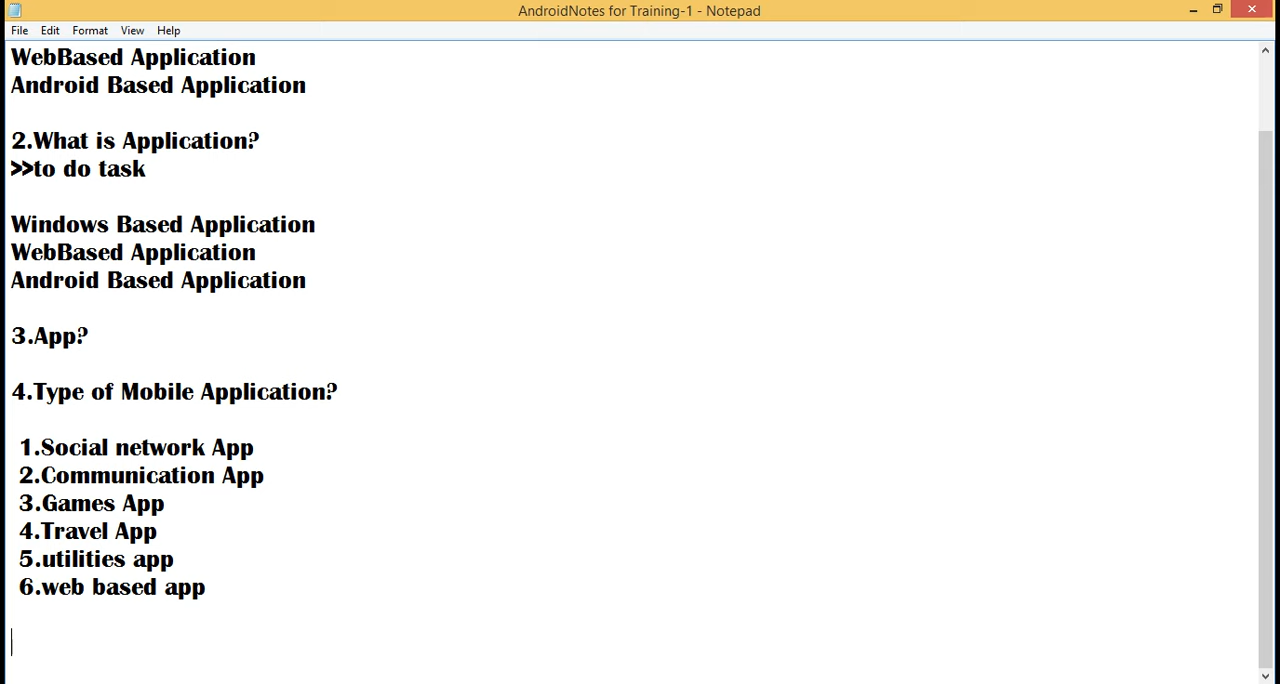 AndroidNotes for Training-1 - Notepad
File Edit Format View Help
WebBased Application
Android Based Application
2.What is Application?
>>to do task
Windows Based Application
WebBased Application
Android Based Application
3.App?
4.Type of Mobile Application?
1.Social network App
2.Communication App
3.Games App
4.Travel App
5.utilities app
6.web based app